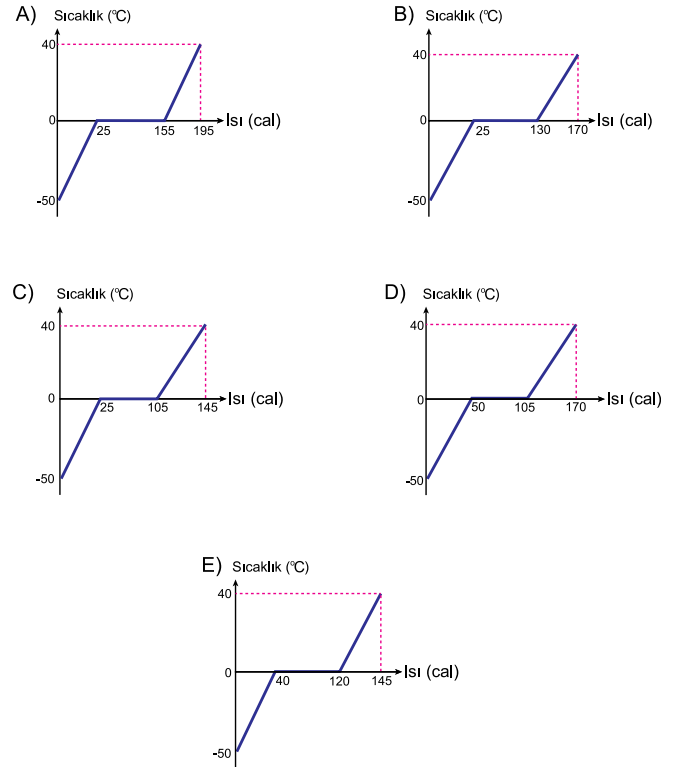 A) Sıcaklık (°C)
40
0
25 155 195 Isı (cal)
-50
B) Sıcaklık (°C)
40
0
25 130 170 Isı (cal)
-50
C) Sıcaklık (°C)
40
0
25 105 145 Isı (cal)
-50
D) Sıcaklık (°C)
40
0
50 105 170 Isı (cal)
-50
E) Sıcaklık (°C)
40
0
40 120 145 Isı (cal)
-50